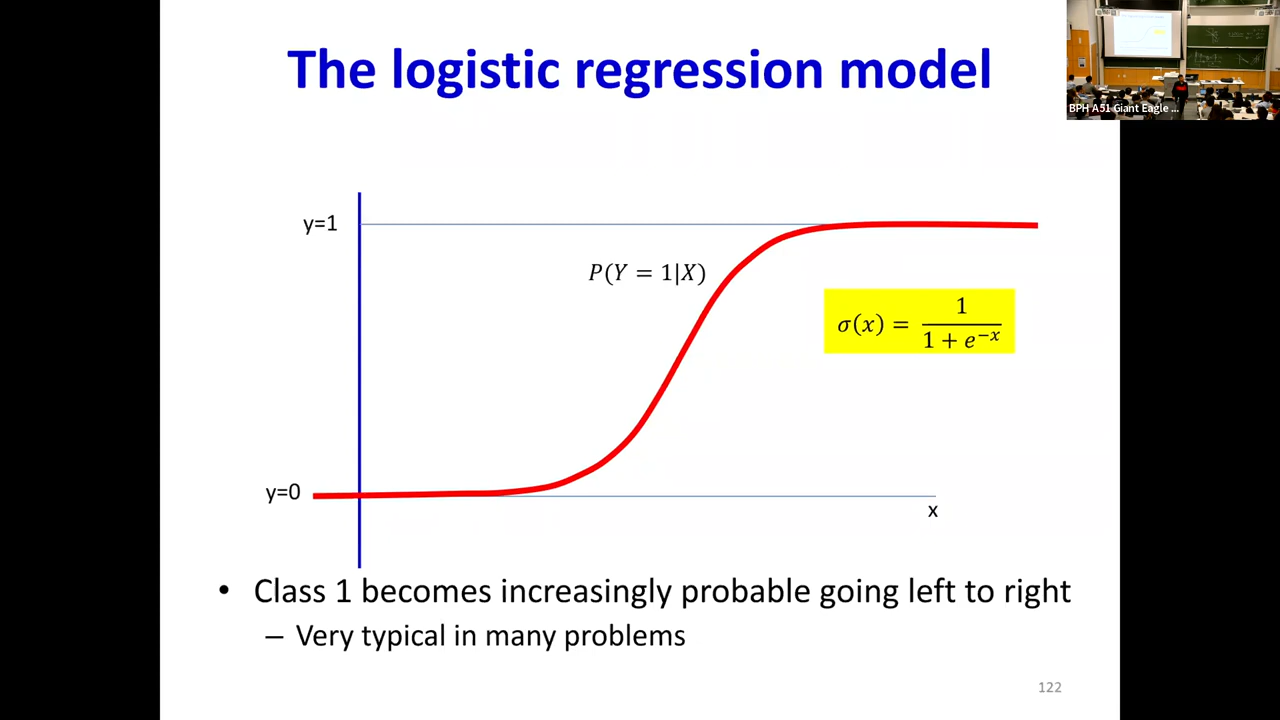 The logistic regression model
BPH A51 Giant Eagle ...
y=1
P(Y = 1|X)
σ(x) = 1 / (1 + e^{-x})
y=0
x
• Class 1 becomes increasingly probable going left to right
– Very typical in many problems
122